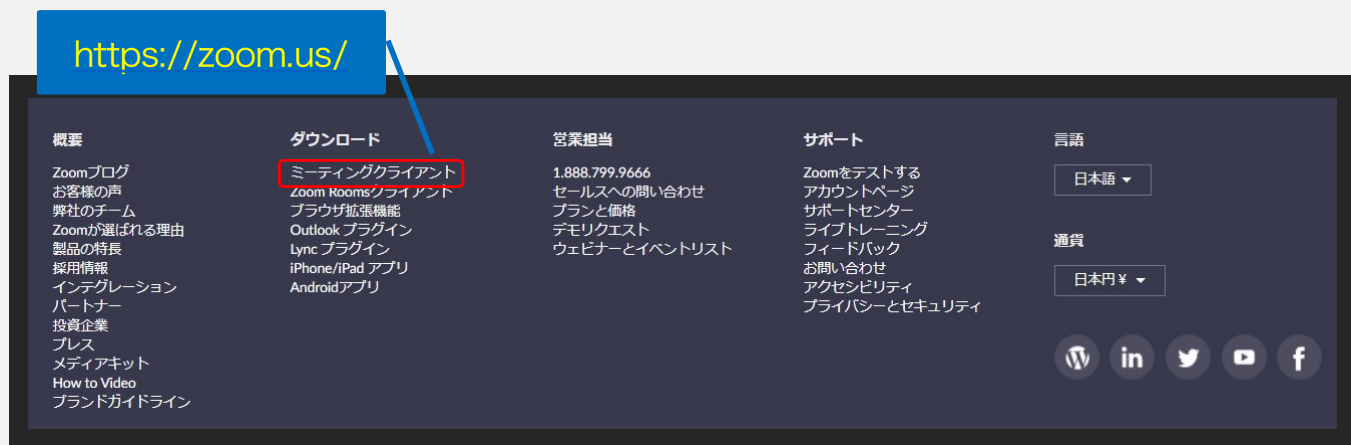 https://zoom.us/
概要
Zoomブログ
お客様の声
弊社のチーム
Zoomが選ばれる理由
製品の特長
採用情報
インテグレーション
パートナー
投資企業
プレス
メディアキット
How to Video
ブランドガイドライン
ダウンロード
ミーティングクライアント
Zoom Roomsクライアント
ブラウザ拡張機能
Outlook プラグイン
Lync プラグイン
iPhone/iPad アプリ
Androidアプリ
営業担当
1.888.799.9666
セールスへの問い合わせ
プランと価格
デモリクエスト
ウェビナーとイベントリスト
サポート
Zoomをテストする
アカウントページ
サポートセンター
ライブトレーニング
フィードバック
お問い合わせ
アクセシビリティ
プライバシーとセキュリティ
言語
日本語
通貨
日本円 ¥